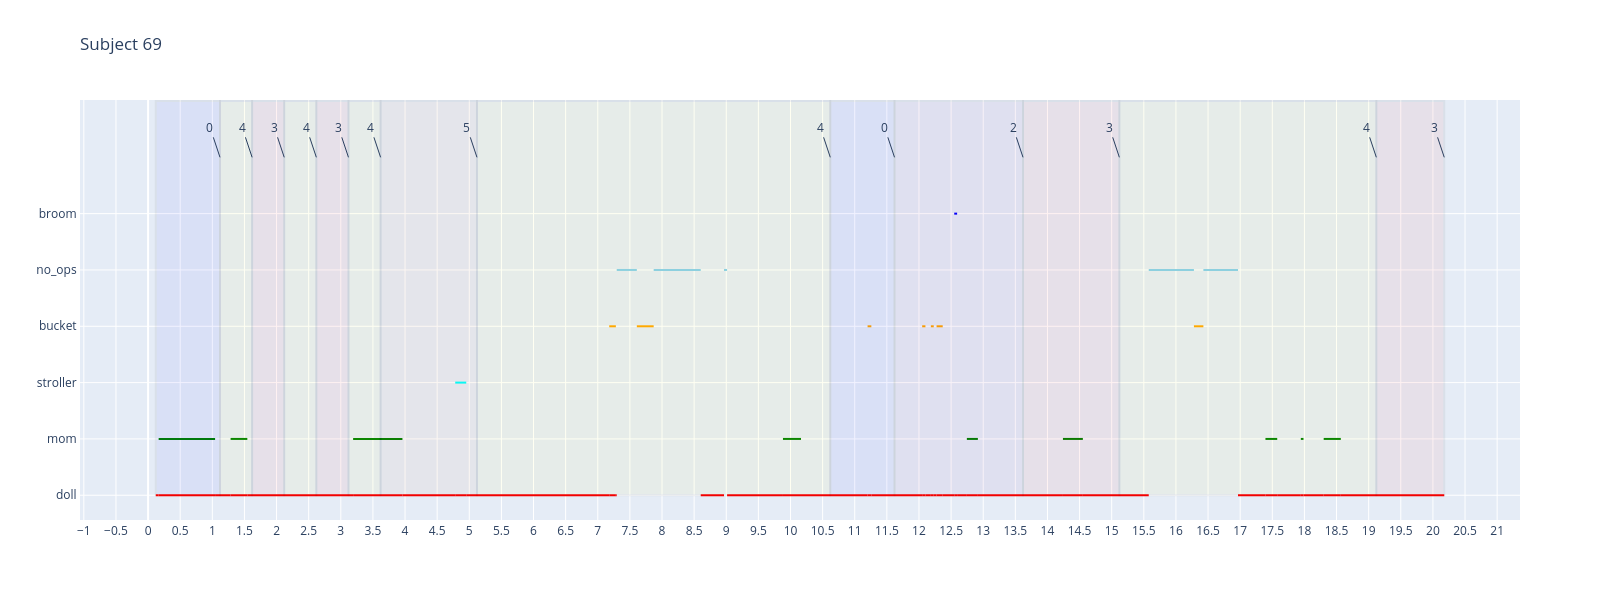 Subject 69
0 4 3 4 3 4 5 4 0 2 3 4 3
broom
no_ops
bucket
stroller
mom
doll
−1 −0.5 0 0.5 1 1.5 2 2.5 3 3.5 4 4.5 5 5.5 6 6.5 7 7.5 8 8.5 9 9.5 10 10.5 11 11.5 12 12.5 13 13.5 14 14.5 15 15.5 16 16.5 17 17.5 18 18.5 19 19.5 20 20.5 21